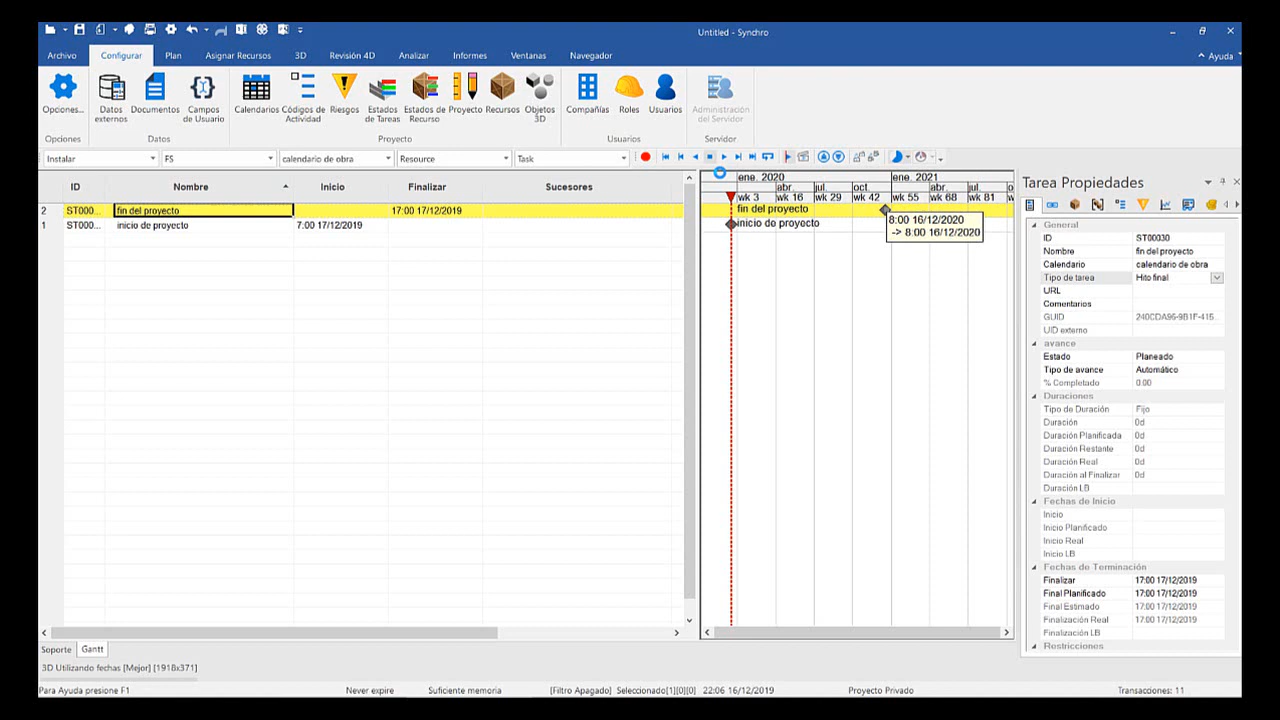 Untitled - Synchro
Archivo Configurar Plan Asignar Recursos 3D Revisión 4D Analizar Informes Ventanas Navegador Ayuda
Opciones... Datos externos Documentos Campos de Usuario Calendarios Códigos de Actividad Riesgos Estados de Tareas Estados de Recurso Proyecto Recursos Objetos 3D Compañías Roles Usuarios Administración del Servidor
Opciones Datos Proyecto Usuarios Servidor
Instalar FS calendario de obra Resource Task
ID Nombre Inicio Finalizar Sucesores
2 ST000... fin del proyecto 17:00 17/12/2019
1 ST000... inicio de proyecto 7:00 17/12/2019
ene. 2020 ene. 2021
abr. jul. oct. abr. jul. o
wk 3 wk 16 wk 29 wk 42 wk 55 wk 68 wk 81
fin del proyecto
inicio de proyecto
8:00 16/12/2020
-> 8:00 16/12/2020
Tarea Propiedades
General
ID ST00030
Nombre fin del proyecto
Calendario calendario de obra
Tipo de tarea Hito final
URL
Comentarios
GUID 240CDA96-9B1F-415...
UID externo
avance
Estado Planeado
Tipo de avance Automático
% Completado 0.00
Duraciones
Tipo de Duración Fijo
Duración 0d
Duración Planificada 0d
Duración Restante 0d
Duración Real 0d
Duración al Finalizar 0d
Duración LB
Fechas de Inicio
Inicio
Inicio Planificado
Inicio Real
Inicio LB
Fechas de Terminación
Finalizar 17:00 17/12/2019
Final Planificado 17:00 17/12/2019
Final Estimado 17:00 17/12/2019
Finalización Real 17:00 17/12/2019
Finalización LB
Restricciones
Soporte Gantt
3D Utilizando fechas [Mejor] [1918x371]
Para Ayuda presione F1 Never expire Suficiente memoria [Filtro Apagado] Seleccionado[1][0][0] 22:06 16/12/2019 Proyecto Privado Transacciones: 11